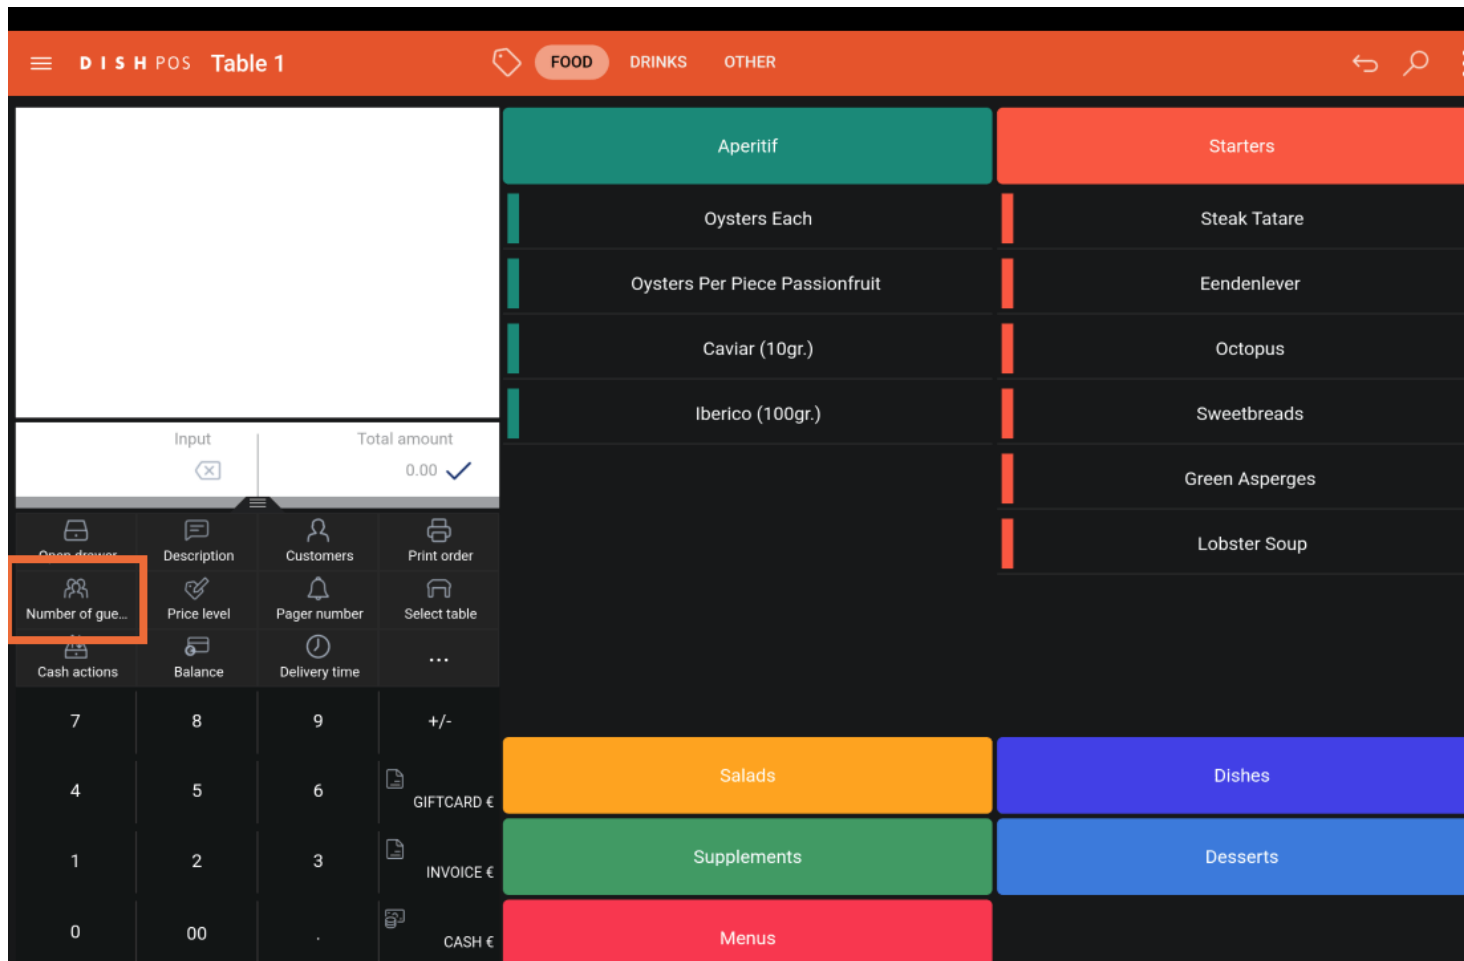 DISH POS Table 1
FOOD DRINKS OTHER
Aperitif
Oysters Each
Oysters Per Piece Passionfruit
Caviar (10gr.)
Iberico (100gr.)
Starters
Steak Tatare
Eendenlever
Octopus
Sweetbreads
Green Asperges
Lobster Soup
Input
Total amount
0.00
Open drawer Description Customers Print order
Number of gue... Price level Pager number Select table
Cash actions Balance Delivery time ...
7 8 9 +/-
4 5 6 GIFTCARD €
1 2 3 INVOICE €
0 00 . CASH €
Salads
Dishes
Supplements
Desserts
Menus